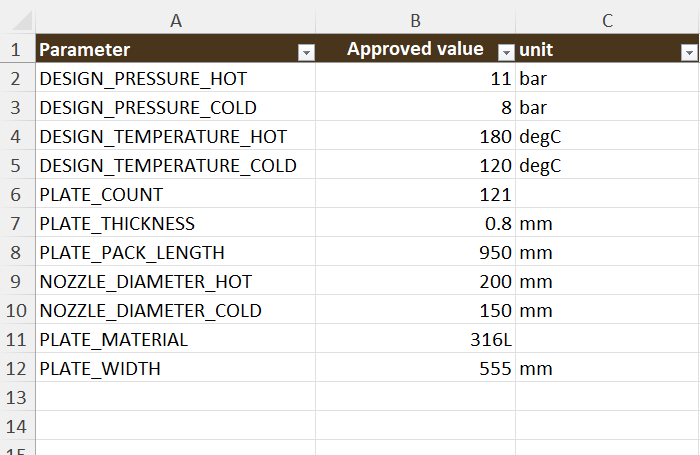 A B C
1 Parameter Approved value unit
2 DESIGN_PRESSURE_HOT 11 bar
3 DESIGN_PRESSURE_COLD 8 bar
4 DESIGN_TEMPERATURE_HOT 180 degC
5 DESIGN_TEMPERATURE_COLD 120 degC
6 PLATE_COUNT 121
7 PLATE_THICKNESS 0.8 mm
8 PLATE_PACK_LENGTH 950 mm
9 NOZZLE_DIAMETER_HOT 200 mm
10 NOZZLE_DIAMETER_COLD 150 mm
11 PLATE_MATERIAL 316L
12 PLATE_WIDTH 555 mm
13
14
15